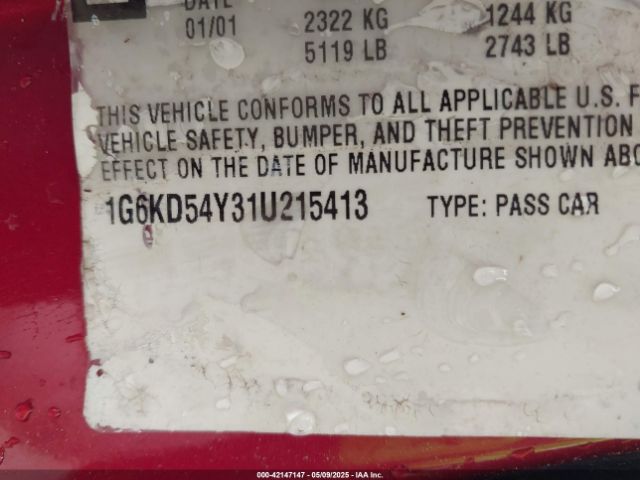 DATE
01/01 2322 KG 1244 KG
5119 LB 2743 LB
THIS VEHICLE CONFORMS TO ALL APPLICABLE U.S. F
VEHICLE SAFETY, BUMPER, AND THEFT PREVENTION
EFFECT ON THE DATE OF MANUFACTURE SHOWN ABO
1G6KD54Y31U215413 TYPE: PASS CAR
000-42147147 - 05/09/2025 - IAA Inc.